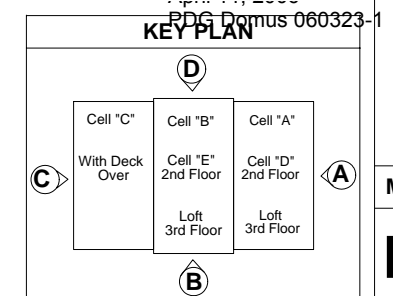 PDG Domus 060323-1
KEY PLAN
D
Cell "C"
With Deck
Over
Cell "B"
Cell "E"
2nd Floor
Loft
3rd Floor
Cell "A"
Cell "D"
2nd Floor
Loft
3rd Floor
C
A
B